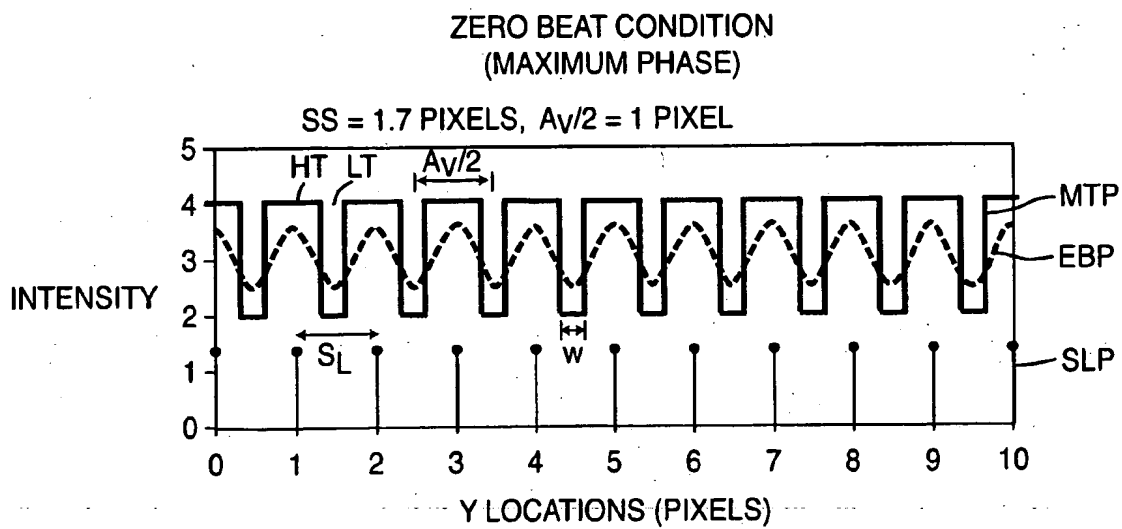 ZERO BEAT CONDITION
(MAXIMUM PHASE)
SS = 1.7 PIXELS, AV/2 = 1 PIXEL
5
HT LT AV/2
4
MTP
3
EBP
INTENSITY
2
SL
W
1
SLP
0
0 1 2 3 4 5 6 7 8 9 10
Y LOCATIONS (PIXELS)